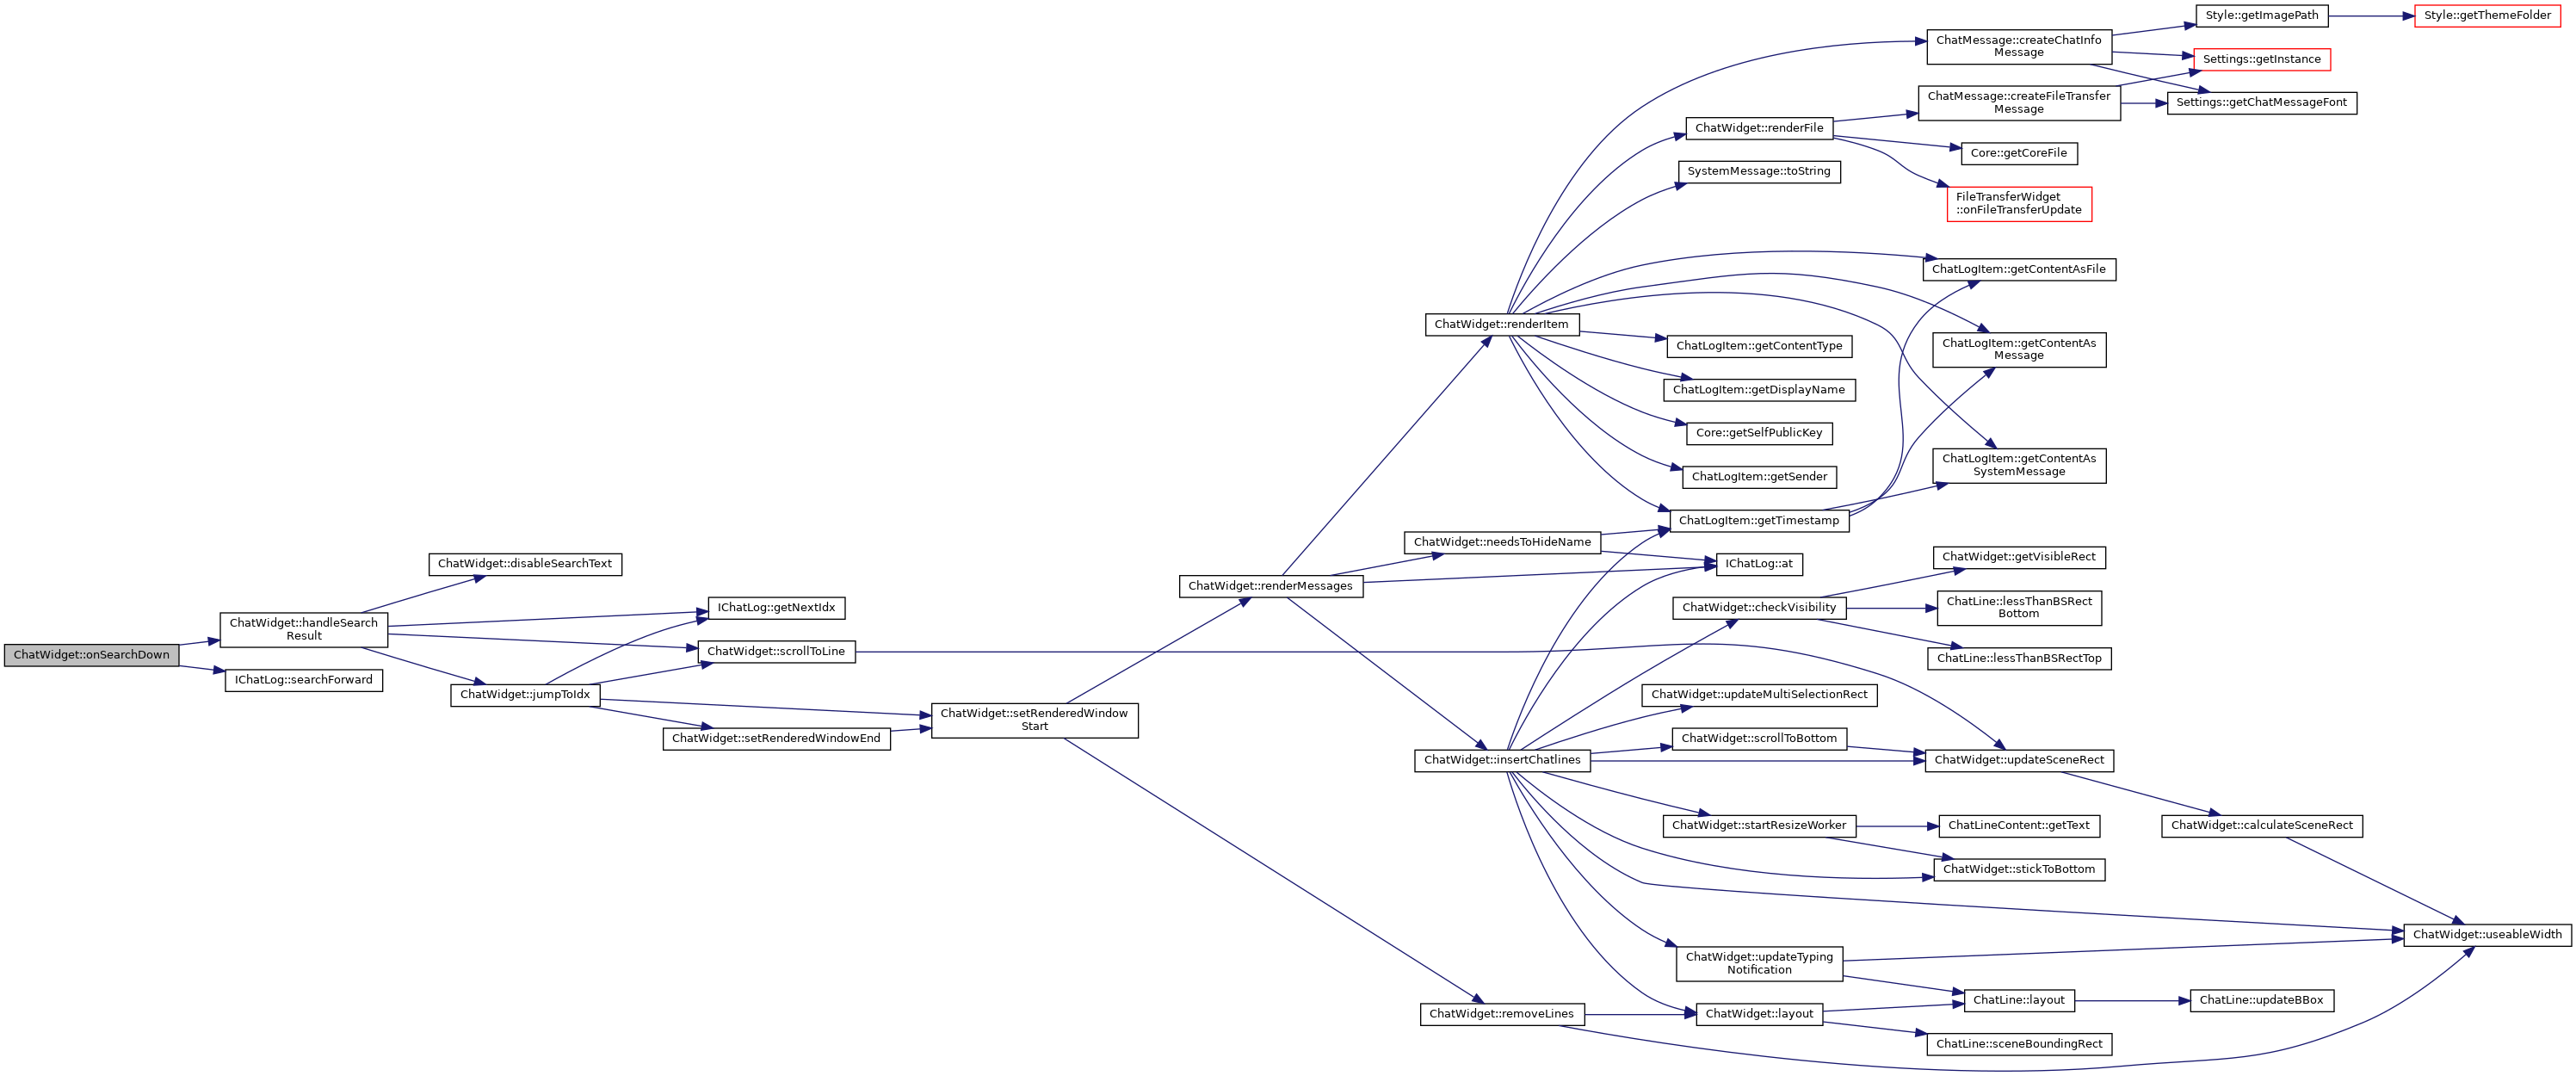 Style::getImagePath
Style::getThemeFolder
ChatMessage::createChatInfo
Message
Settings::getInstance
ChatMessage::createFileTransfer
Message
Settings::getChatMessageFont
ChatWidget::renderFile
Core::getCoreFile
SystemMessage::toString
FileTransferWidget
::onFileTransferUpdate
ChatLogItem::getContentAsFile
ChatWidget::renderItem
ChatLogItem::getContentType
ChatLogItem::getContentAs
Message
ChatLogItem::getDisplayName
Core::getSelfPublicKey
ChatLogItem::getSender
ChatLogItem::getContentAs
SystemMessage
ChatLogItem::getTimestamp
ChatWidget::needsToHideName
IChatLog::at
ChatWidget::getVisibleRect
ChatWidget::disableSearchText
ChatWidget::renderMessages
ChatWidget::checkVisibility
ChatLine::lessThanBSRect
Bottom
IChatLog::getNextIdx
ChatWidget::handleSearch
Result
ChatWidget::onSearchDown
ChatWidget::scrollToLine
ChatLine::lessThanBSRectTop
IChatLog::searchForward
ChatWidget::jumpToIdx
ChatWidget::updateMultiSelectionRect
ChatWidget::setRenderedWindow
Start
ChatWidget::setRenderedWindowEnd
ChatWidget::scrollToBottom
ChatWidget::insertChatlines
ChatWidget::updateSceneRect
ChatWidget::startResizeWorker
ChatLineContent::getText
ChatWidget::calculateSceneRect
ChatWidget::stickToBottom
ChatWidget::useableWidth
ChatWidget::updateTyping
Notification
ChatLine::layout
ChatLine::updateBBox
ChatWidget::removeLines
ChatWidget::layout
ChatLine::sceneBoundingRect